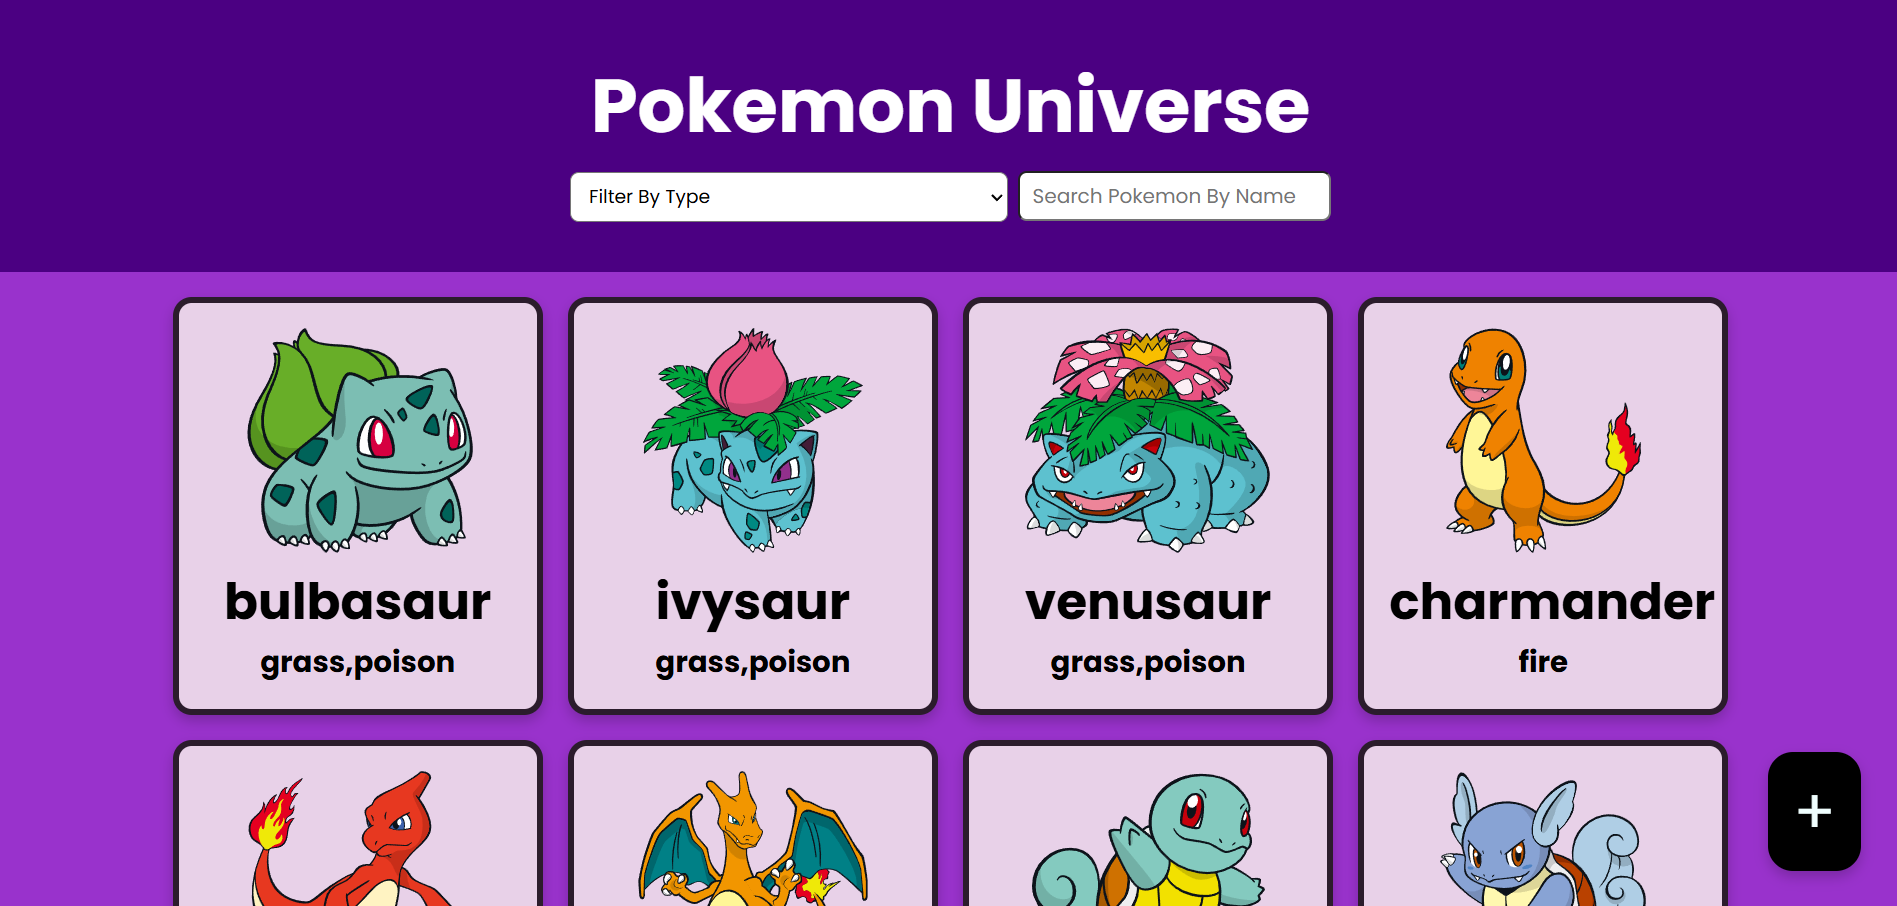 Pokemon Universe
Filter By Type
Search Pokemon By Name
bulbasaur
grass,poison
ivysaur
grass,poison
venusaur
grass,poison
charmander
fire
+